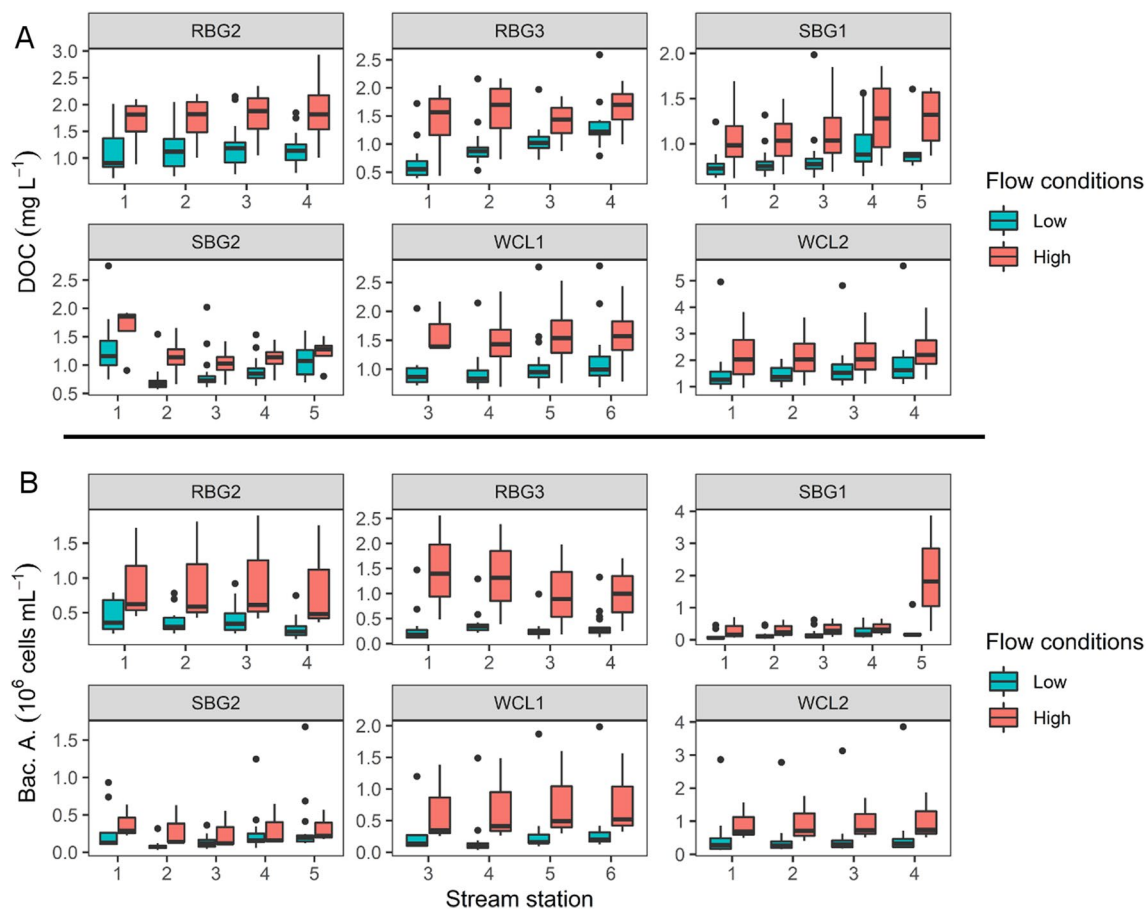 A
RBG2
RBG3
SBG1
3.0
2.5
2.0
1.5
1.0
2.5
2.0
1.5
1.0
0.5
2.0
1.5
1.0
1 2 3 4
1 2 3 4
1 2 3 4 5
DOC (mg L⁻¹)
SBG2
WCL1
WCL2
2.5
2.0
1.5
1.0
0.5
2.5
2.0
1.5
1.0
5
4
3
2
1
1 2 3 4 5
3 4 5 6
1 2 3 4
Flow conditions
Low
High
B
RBG2
RBG3
SBG1
1.5
1.0
0.5
2.5
2.0
1.5
1.0
0.5
0.0
4
3
2
1
0
1 2 3 4
1 2 3 4
1 2 3 4 5
Bac. A. (10⁶ cells mL⁻¹)
SBG2
WCL1
WCL2
1.5
1.0
0.5
0.0
2.0
1.5
1.0
0.5
0.0
4
3
2
1
0
1 2 3 4 5
3 4 5 6
1 2 3 4
Stream station
Flow conditions
Low
High